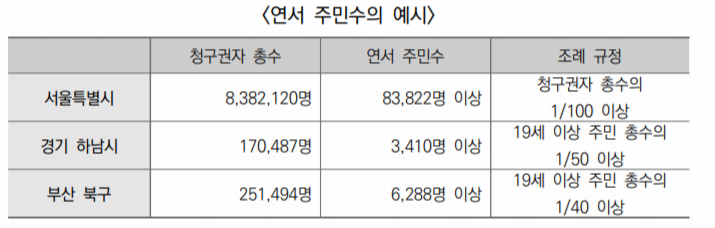 <연서 주민수의 예시>
청구권자 총수 연서 주민수 조례 규정
서울특별시 8,382,120명 83,822명 이상 청구권자 총수의
1/100 이상
경기 하남시 170,487명 3,410명 이상 19세 이상 주민 총수의
1/50 이상
부산 북구 251,494명 6,288명 이상 19세 이상 주민 총수의
1/40 이상